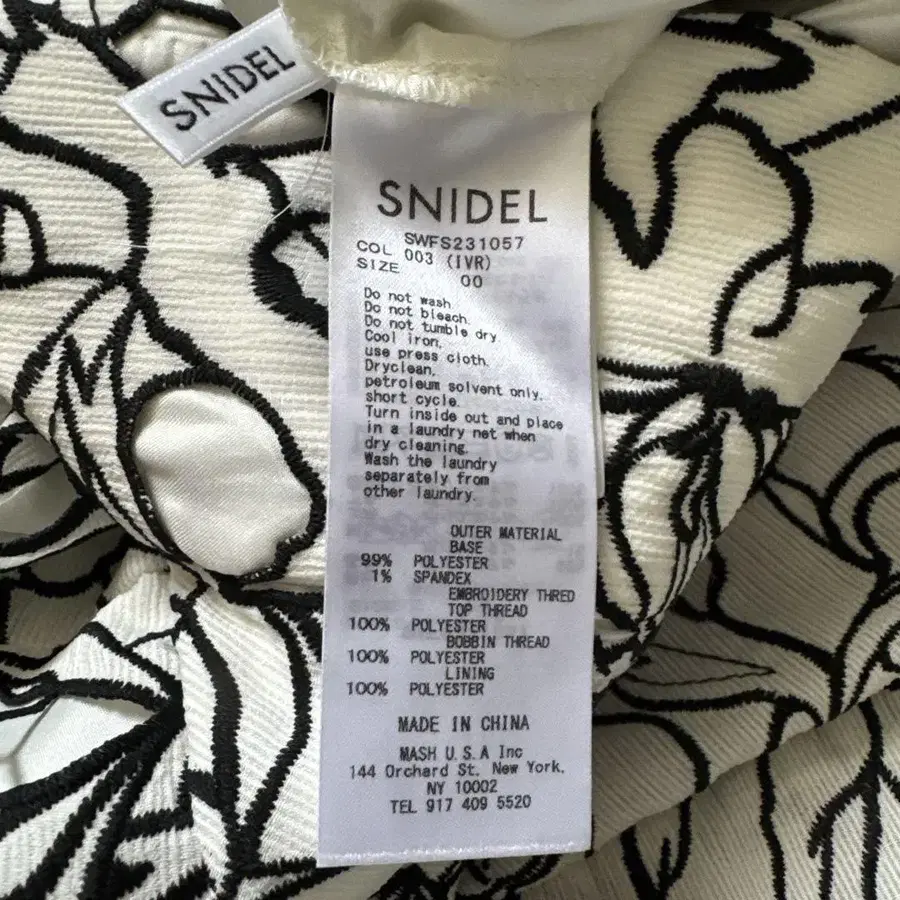 SNIDEL
SNIDEL
SWFS231057
COL 003 (IVR)
SIZE 00
Do not wash.
Do not bleach.
Do not tumble dry.
Cool iron,
use press cloth.
Dryclean,
petroleum solvent only.
short cycle.
Turn inside out and place
in a laundry net when
dry cleaning.
Wash the laundry
separately from
other laundry.
OUTER MATERIAL
BASE
99% POLYESTER
1% SPANDEX
EMBROIDERY THRED
TOP THREAD
100% POLYESTER
BOBBIN THREAD
100% POLYESTER
LINING
100% POLYESTER
MADE IN CHINA
MASH U.S.A Inc
144 Orchard St. New York,
NY 10002
TEL 917 409 5520